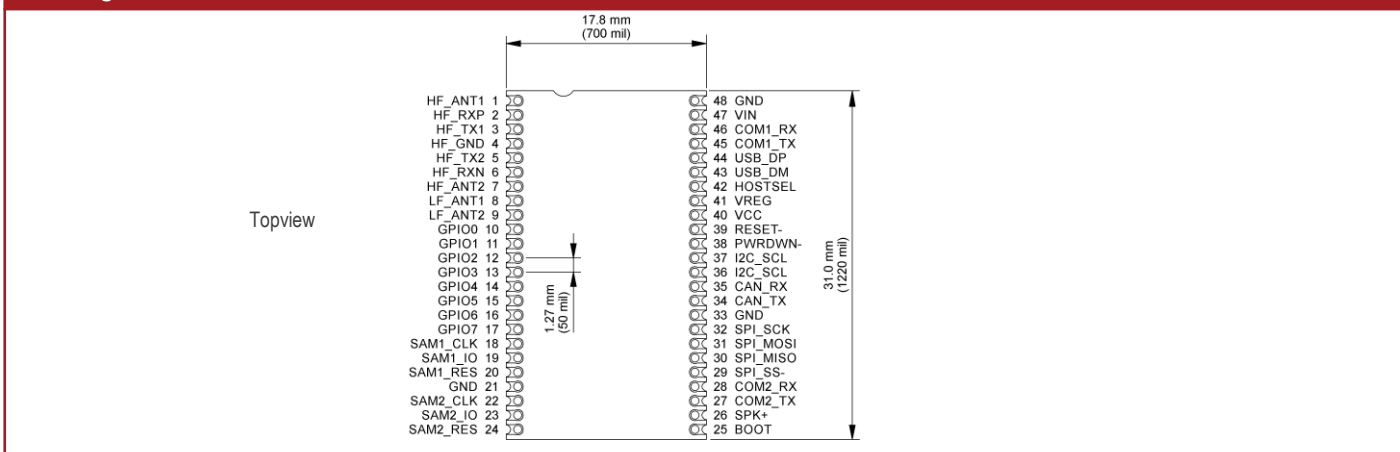 17.8 mm
(700 mil)
HF_ANT1 1
HF_RXP 2
HF_TX1 3
HF_GND 4
HF_TX2 5
HF_RXN 6
HF_ANT2 7
LF_ANT1 8
LF_ANT2 9
GPIO0 10
GPIO1 11
GPIO2 12
GPIO3 13
GPIO4 14
GPIO5 15
GPIO6 16
GPIO7 17
SAM1_CLK 18
SAM1_IO 19
SAM1_RES 20
GND 21
SAM2_CLK 22
SAM2_IO 23
SAM2_RES 24
48 GND
47 VIN
46 COM1_RX
45 COM1_TX
44 USB_DP
43 USB_DM
42 HOSTSEL
41 VREG
40 VCC
39 RESET-
38 PWRDWN-
37 I2C_SCL
36 I2C_SCL
35 CAN_RX
34 CAN_TX
33 GND
32 SPI_SCK
31 SPI_MOSI
30 SPI_MISO
29 SPI_SS-
28 COM2_RX
27 COM2_TX
26 SPK+
25 BOOT
Topview
1.27 mm
(50 mil)
31.0 mm
(1220 mil)